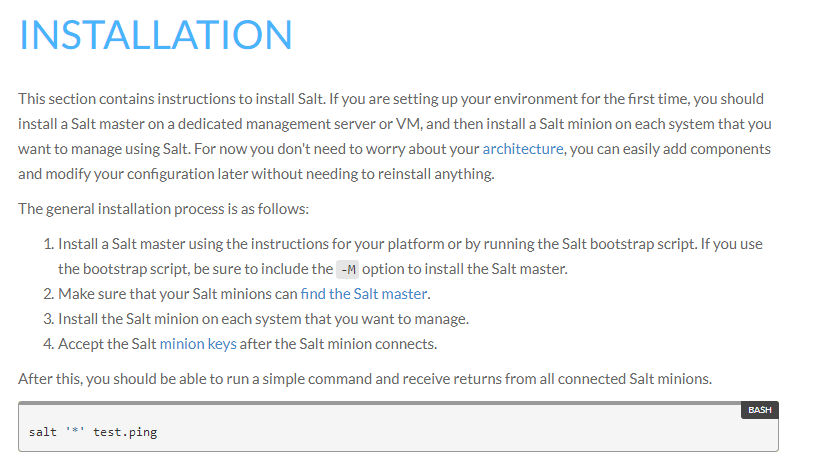 INSTALLATION
This section contains instructions to install Salt. If you are setting up your environment for the first time, you should
install a Salt master on a dedicated management server or VM, and then install a Salt minion on each system that you
want to manage using Salt. For now you don't need to worry about your architecture, you can easily add components
and modify your configuration later without needing to reinstall anything.
The general installation process is as follows:
1. Install a Salt master using the instructions for your platform or by running the Salt bootstrap script. If you use
the bootstrap script, be sure to include the -M option to install the Salt master.
2. Make sure that your Salt minions can find the Salt master.
3. Install the Salt minion on each system that you want to manage.
4. Accept the Salt minion keys after the Salt minion connects.
After this, you should be able to run a simple command and receive returns from all connected Salt minions.
BASH
salt '*' test.ping